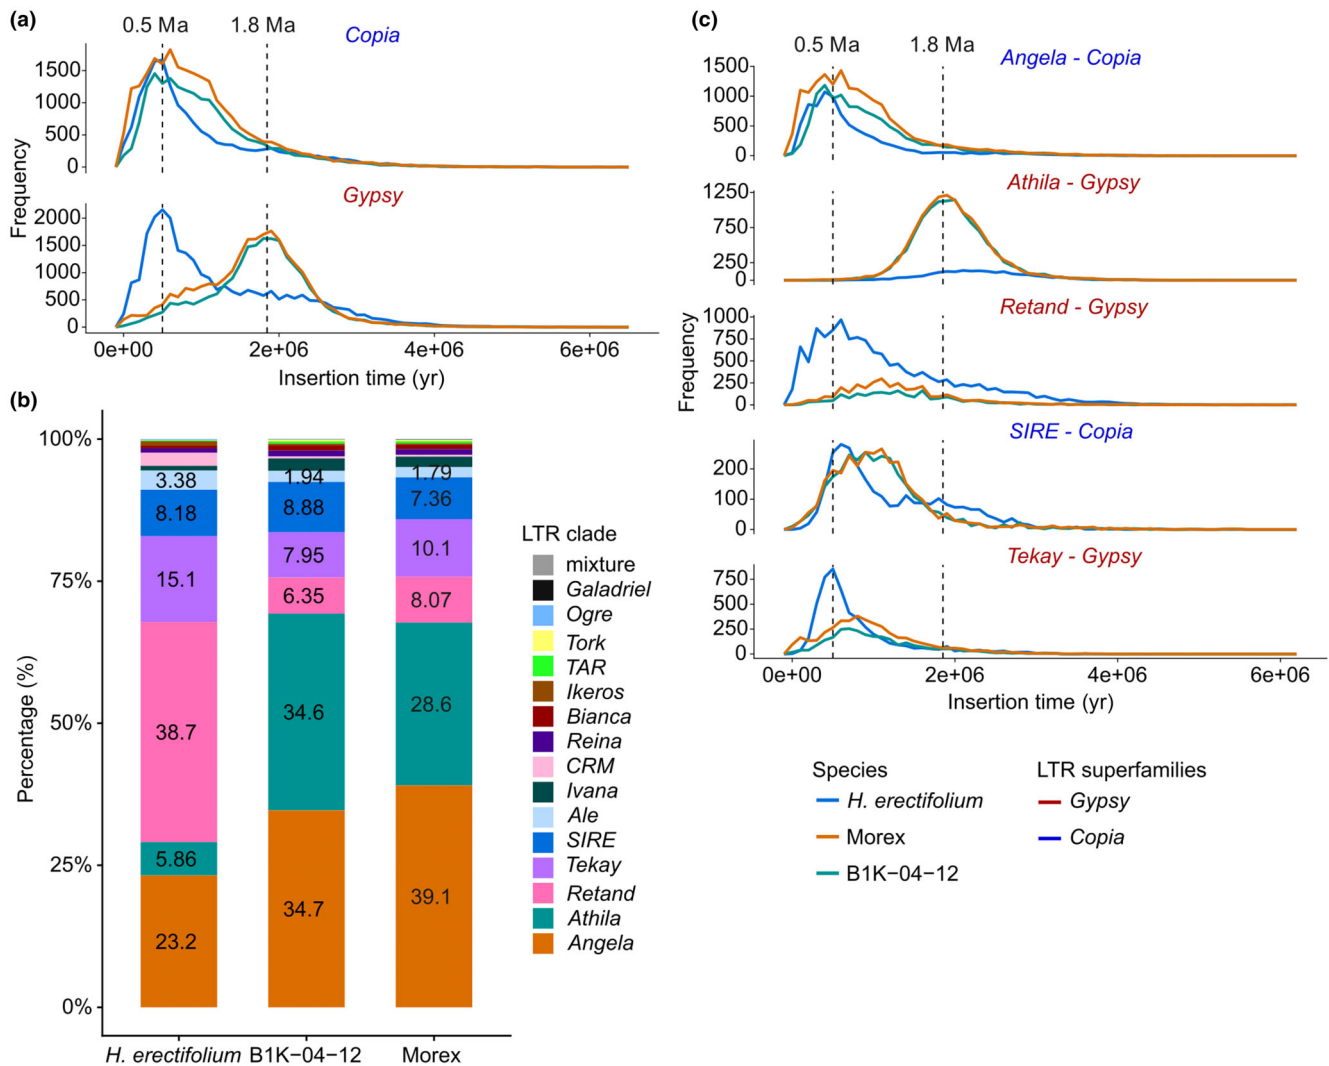 (a)
0.5 Ma
1.8 Ma
Copia
1500
1000
500
0
Frequency
Gypsy
2000
1500
1000
500
0
0e+00
2e+06
4e+06
6e+06
Insertion time (yr)
(b)
100%
75%
50%
25%
0%
Percentage (%)
3.38
8.18
15.1
38.7
5.86
23.2
1.94
8.88
7.95
6.35
34.6
34.7
1.79
7.36
10.1
8.07
28.6
39.1
H. erectifolium
B1K−04−12
Morex
LTR clade
mixture
Galadriel
Ogre
Tork
TAR
Ikeros
Bianca
Reina
CRM
Ivana
Ale
SIRE
Tekay
Retand
Athila
Angela
(c)
0.5 Ma
1.8 Ma
Angela - Copia
1500
1000
500
0
Athila - Gypsy
1250
750
250
0
Retand - Gypsy
1000
750
500
250
0
Frequency
SIRE - Copia
200
100
0
Tekay - Gypsy
750
500
250
0
0e+00
2e+06
4e+06
6e+06
Insertion time (yr)
Species
H. erectifolium
Morex
B1K−04−12
LTR superfamilies
Gypsy
Copia